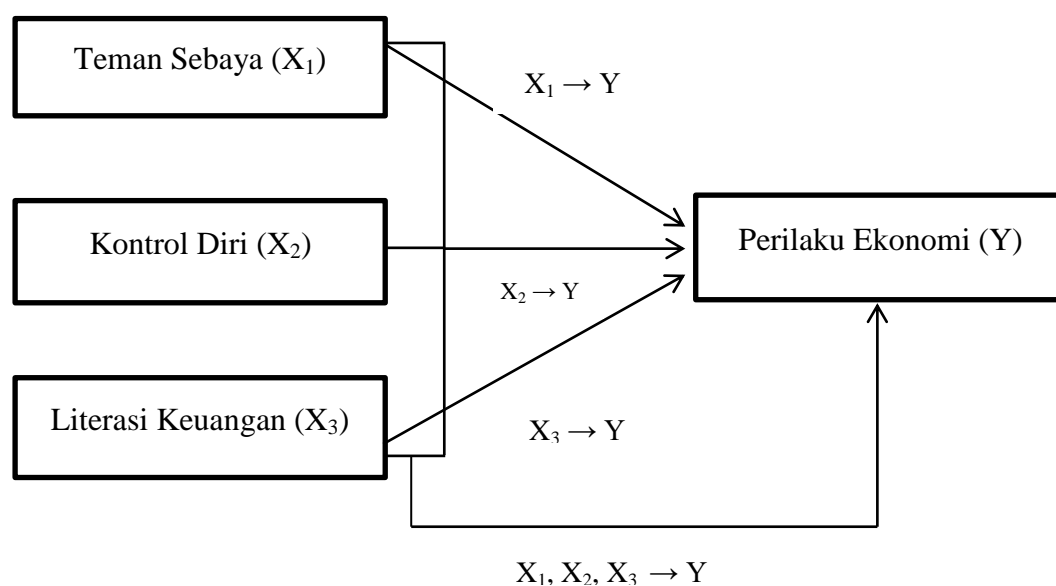 Teman Sebaya (X₁)
X₁ → Y
Kontrol Diri (X₂)
Perilaku Ekonomi (Y)
X₂ → Y
Literasi Keuangan (X₃)
X₃ → Y
X₁, X₂, X₃ → Y